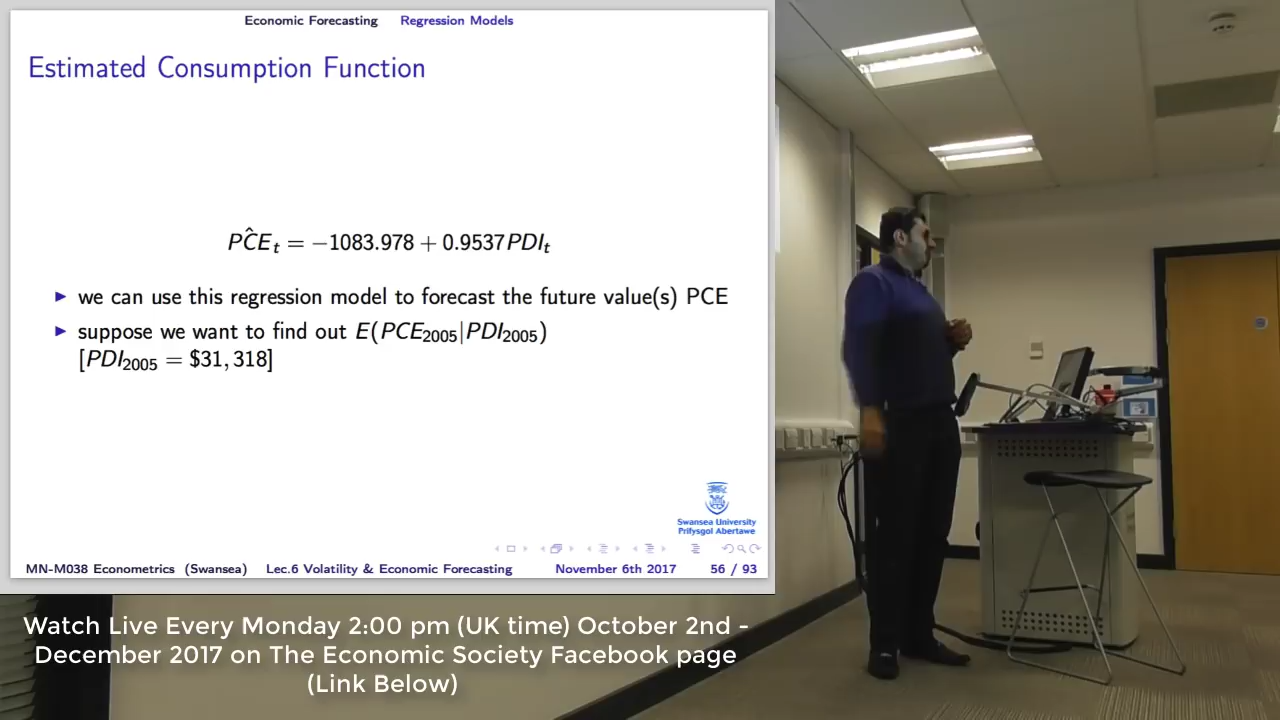 Economic Forecasting Regression Models
Estimated Consumption Function
PĈE_t = −1083.978 + 0.9537PDI_t
we can use this regression model to forecast the future value(s) PCE
suppose we want to find out E(PCE_2005|PDI_2005)
[PDI_2005 = $31, 318]
Swansea University
Prifysgol Abertawe
MN-M038 Econometrics (Swansea) Lec.6 Volatility & Economic Forecasting November 6th 2017 56 / 93
Watch Live Every Monday 2:00 pm (UK time) October 2nd -
December 2017 on The Economic Society Facebook page
(Link Below)